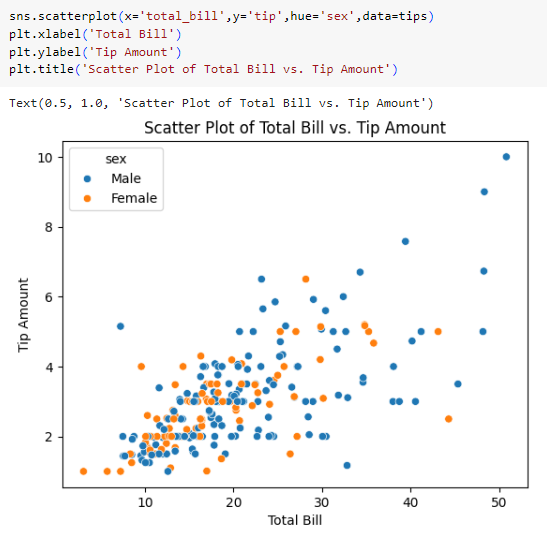 sns.scatterplot(x='total_bill',y='tip',hue='sex',data=tips)
plt.xlabel('Total Bill')
plt.ylabel('Tip Amount')
plt.title('Scatter Plot of Total Bill vs. Tip Amount')
Text(0.5, 1.0, 'Scatter Plot of Total Bill vs. Tip Amount')
Scatter Plot of Total Bill vs. Tip Amount
sex
Male
Female
10
8
6
4
2
Tip Amount
10 20 30 40 50
Total Bill